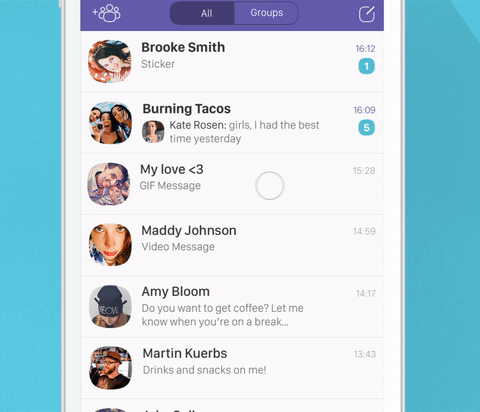 All
Groups
Brooke Smith
16:12
Sticker
1
Burning Tacos
16:09
Kate Rosen: girls, I had the best
5
time yesterday
My love <3
15:28
GIF Message
Maddy Johnson
14:59
Video Message
Amy Bloom
14:17
Do you want to get coffee? Let me
know when you're on a break...
MEOW
Martin Kuerbs
13:43
Drinks and snacks on me!